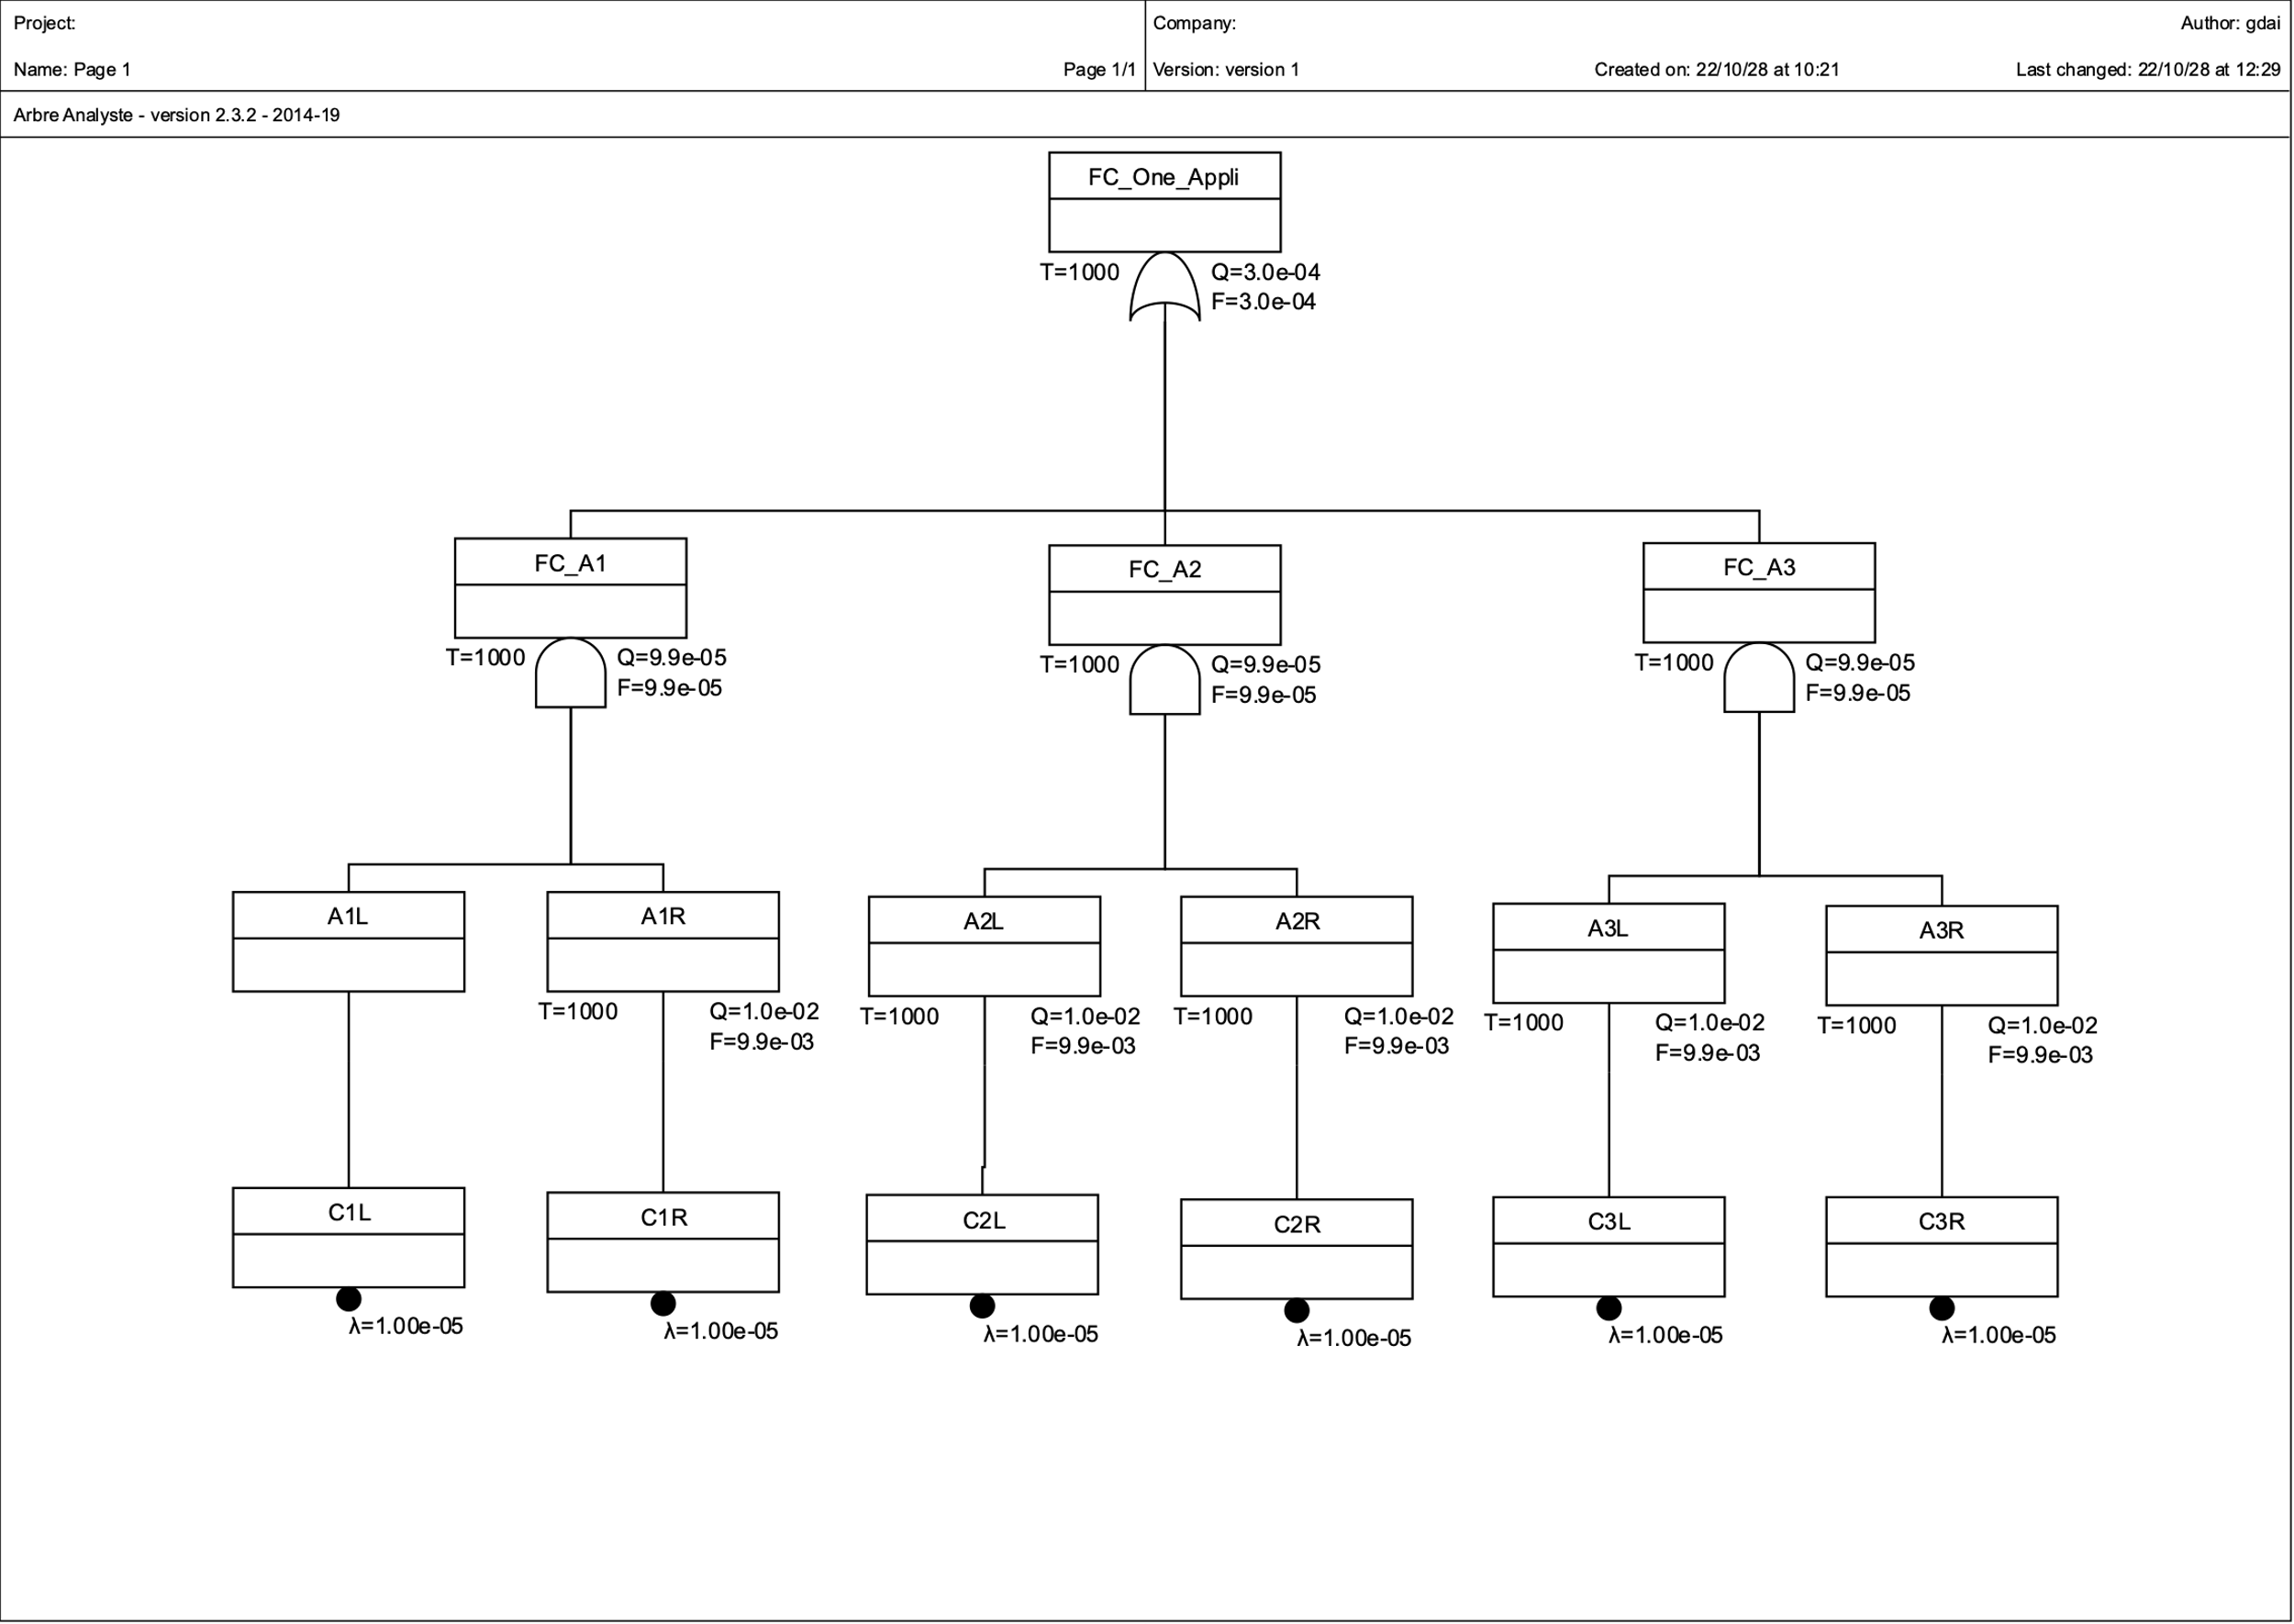 Project:
Company:
Author: gdai
Name: Page 1
Page 1/1
Version: version 1
Created on: 22/10/28 at 10:21
Last changed: 22/10/28 at 12:29
Arbre Analyste - version 2.3.2 - 2014-19
FC_One_Appli
T=1000
Q=3.0e-04
F=3.0e-04
FC_A1
T=1000
Q=9.9e-05
F=9.9e-05
FC_A2
T=1000
Q=9.9e-05
F=9.9e-05
FC_A3
T=1000
Q=9.9e-05
F=9.9e-05
A1L
A1R
T=1000
Q=1.0e-02
F=9.9e-03
A2L
T=1000
Q=1.0e-02
F=9.9e-03
A2R
T=1000
Q=1.0e-02
F=9.9e-03
A3L
T=1000
Q=1.0e-02
F=9.9e-03
A3R
T=1000
Q=1.0e-02
F=9.9e-03
C1L
λ=1.00e-05
C1R
λ=1.00e-05
C2L
λ=1.00e-05
C2R
λ=1.00e-05
C3L
λ=1.00e-05
C3R
λ=1.00e-05